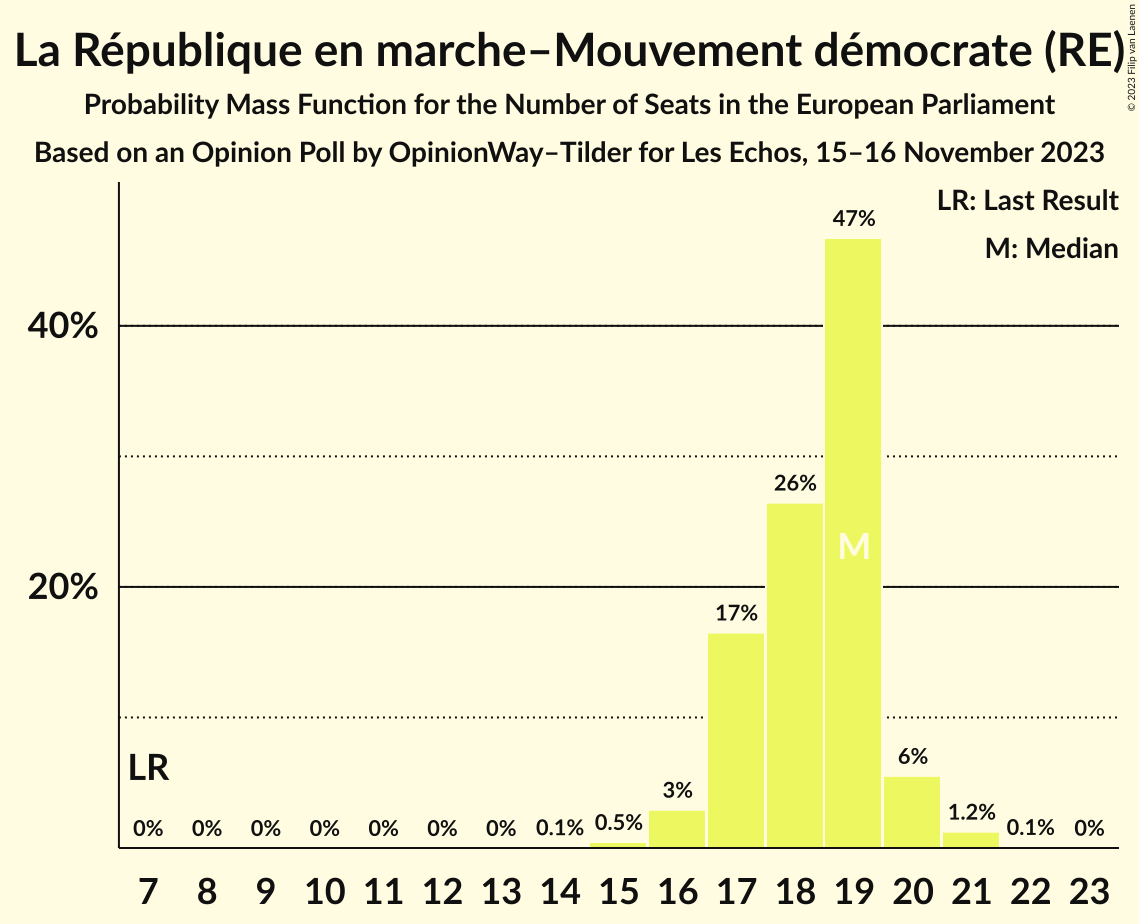 La République en marche–Mouvement démocrate (RE)
© 2023 Filip van Laenen
Probability Mass Function for the Number of Seats in the European Parliament
Based on an Opinion Poll by OpinionWay–Tilder for Les Echos, 15–16 November 2023
LR: Last Result
M: Median
40%
20%
LR
M
0% 0% 0% 0% 0% 0% 0% 0.1% 0.5% 3% 17% 26% 47% 6% 1.2% 0.1% 0%
7 8 9 10 11 12 13 14 15 16 17 18 19 20 21 22 23